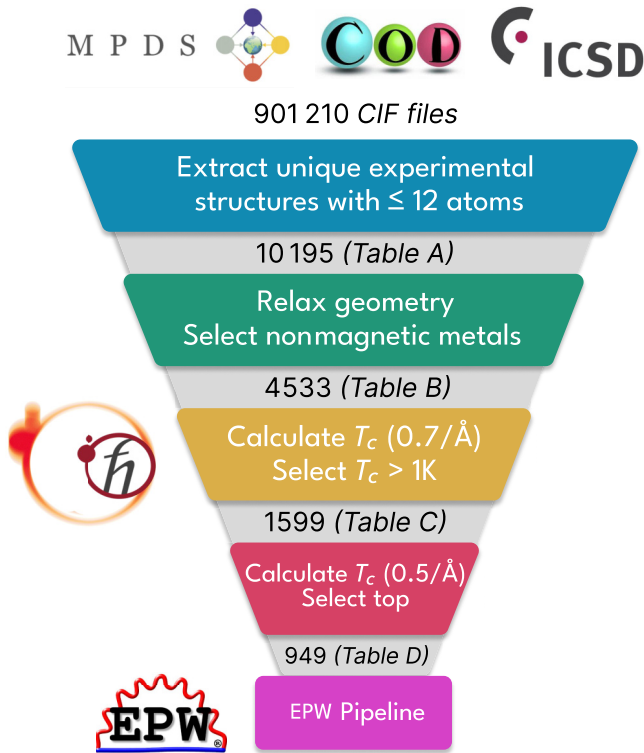 MPDS COD ICSD
901 210 CIF files
Extract unique experimental
structures with ≤ 12 atoms
10 195 (Table A)
Relax geometry
Select nonmagnetic metals
4533 (Table B)
Calculate Tc (0.7/Å)
Select Tc > 1K
ℏ
1599 (Table C)
Calculate Tc (0.5/Å)
Select top
949 (Table D)
EPW ®
EPW Pipeline